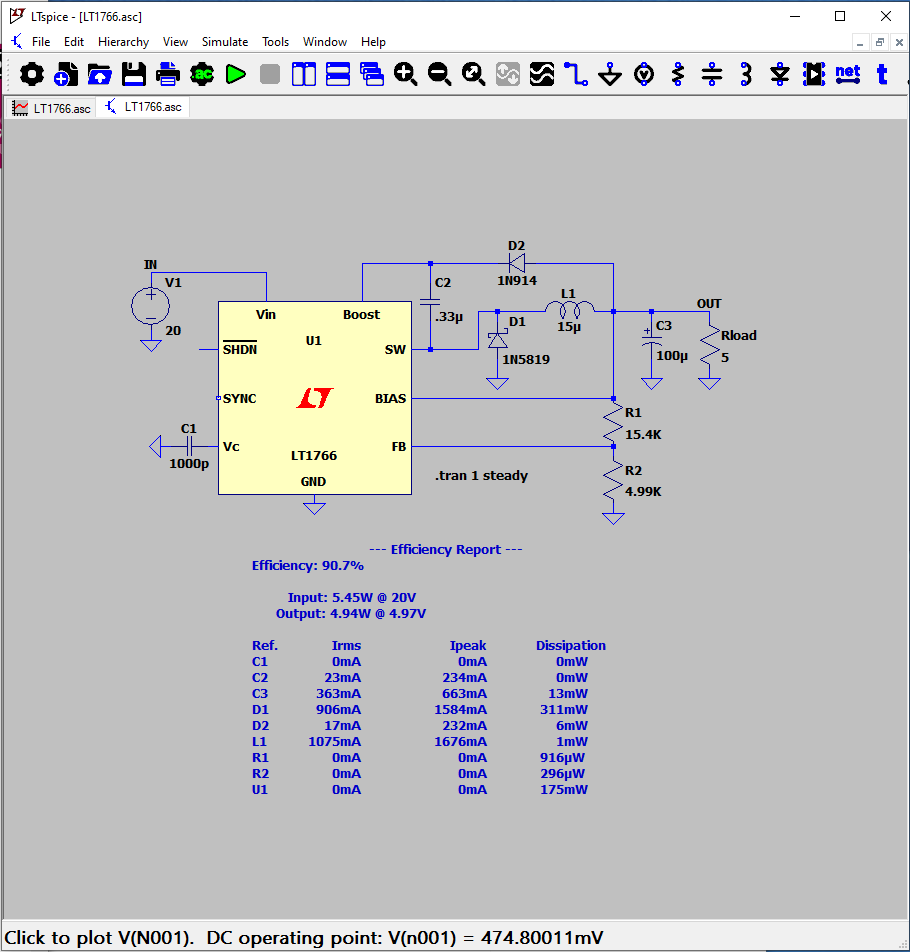 LTspice - [LT1766.asc]
File Edit Hierarchy View Simulate Tools Window Help
.ac net t
LT1766.asc LT1766.asc
D2
IN
1N914
V1
C2
L1
OUT
Vin Boost
.33µ
D1
15µ
C3
Rload
20
U1
100µ
5
SHDN SW
1N5819
SYNC BIAS
R1
C1
15.4K
Vc FB
1000p
LT1766
R2
.tran 1 steady
GND
4.99K
--- Efficiency Report ---
Efficiency: 90.7%
Input: 5.45W @ 20V
Output: 4.94W @ 4.97V
Ref. Irms Ipeak Dissipation
C1 0mA 0mA 0mW
C2 23mA 234mA 0mW
C3 363mA 663mA 13mW
D1 906mA 1584mA 311mW
D2 17mA 232mA 6mW
L1 1075mA 1676mA 1mW
R1 0mA 0mA 916µW
R2 0mA 0mA 296µW
U1 0mA 0mA 175mW
Click to plot V(N001). DC operating point: V(n001) = 474.80011mV